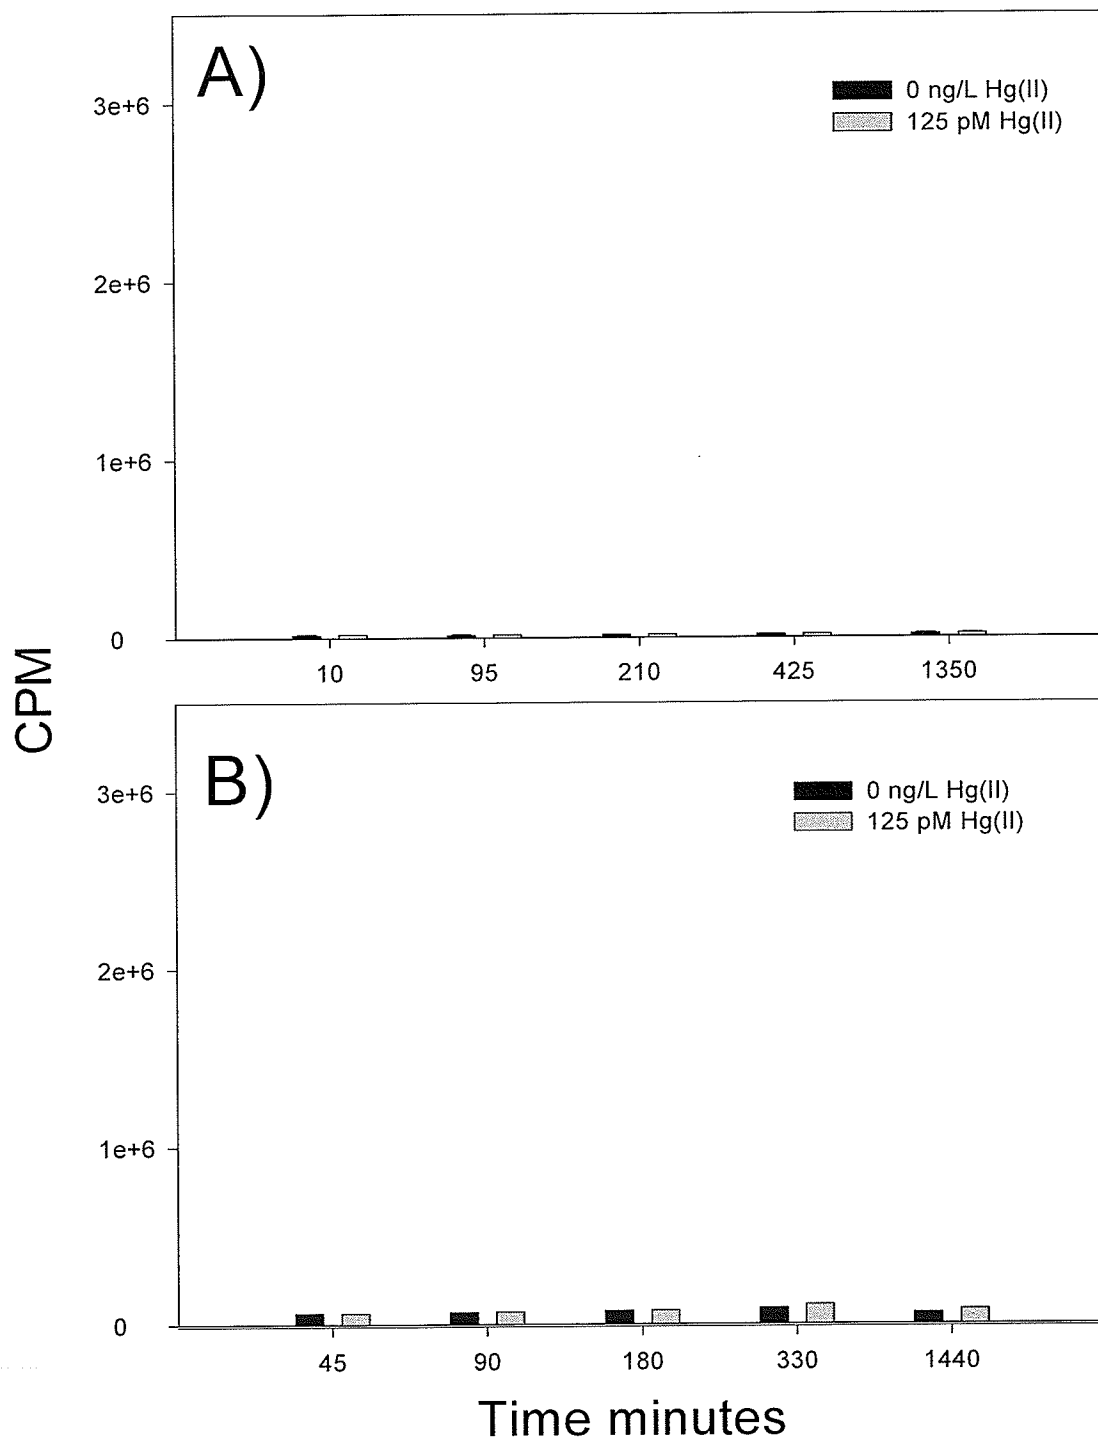 A)
0 ng/L Hg(II)
125 pM Hg(II)
3e+6
2e+6
1e+6
0
10 95 210 425 1350
CPM
B)
0 ng/L Hg(II)
125 pM Hg(II)
3e+6
2e+6
1e+6
0
45 90 180 330 1440
Time minutes